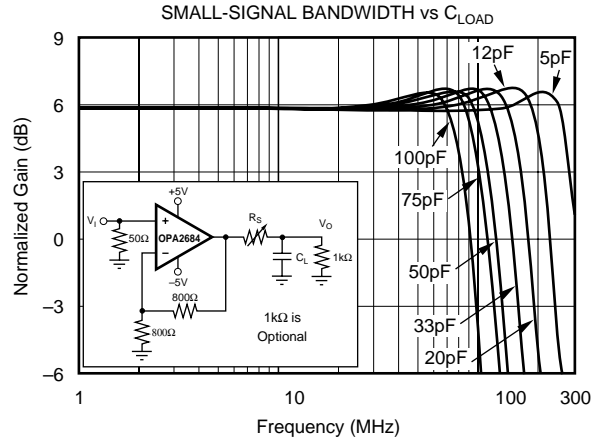 SMALL-SIGNAL BANDWIDTH vs CLOAD
9
6
3
0
–3
–6
Normalized Gain (dB)
12pF
5pF
100pF
75pF
50pF
33pF
20pF
+5V
VI
RS
VO
50Ω
+
OPA2684
–
CL
1kΩ
–5V
800Ω
800Ω
1kΩ is
Optional
1
10
100
300
Frequency (MHz)